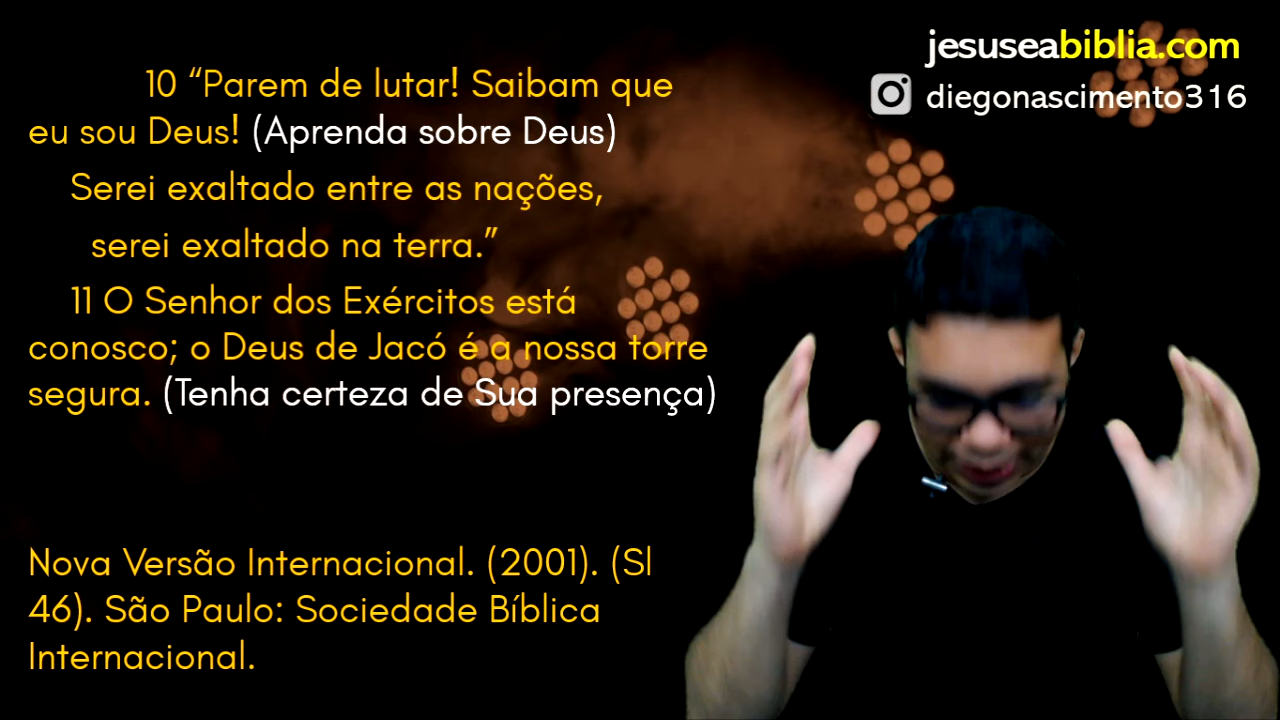 jesuseabiblia.com
diegonascimento316
10 “Parem de lutar! Saibam que
eu sou Deus! (Aprenda sobre Deus)
Serei exaltado entre as nações,
serei exaltado na terra.”
11 O Senhor dos Exércitos está
conosco; o Deus de Jacó é a nossa torre
segura. (Tenha certeza de Sua presença)
Nova Versão Internacional. (2001). (Sl
46). São Paulo: Sociedade Bíblica
Internacional.